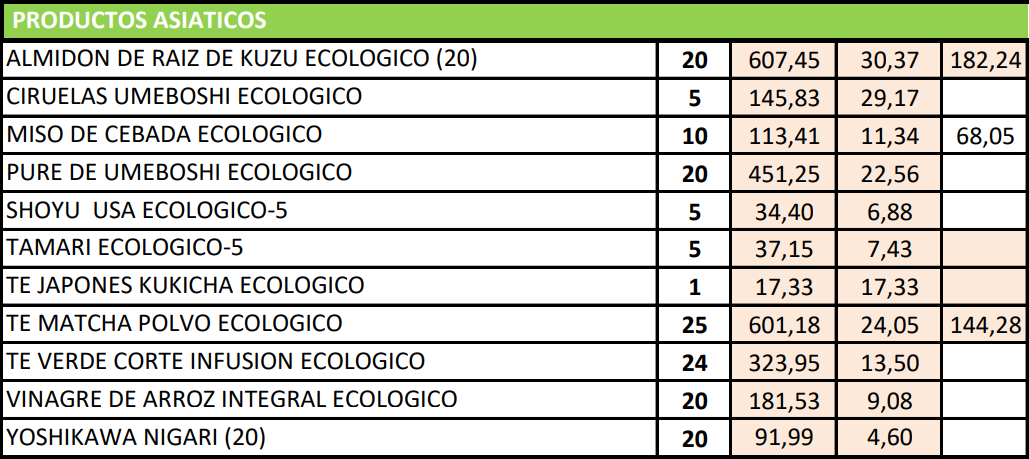 PRODUCTOS ASIATICOS
ALMIDON DE RAIZ DE KUZU ECOLOGICO (20) 20 607,45 30,37 182,24
CIRUELAS UMEBOSHI ECOLOGICO 5 145,83 29,17
MISO DE CEBADA ECOLOGICO 10 113,41 11,34 68,05
PURE DE UMEBOSHI ECOLOGICO 20 451,25 22,56
SHOYU  USA ECOLOGICO-5 5 34,40 6,88
TAMARI ECOLOGICO-5 5 37,15 7,43
TE JAPONES KUKICHA ECOLOGICO 1 17,33 17,33
TE MATCHA POLVO ECOLOGICO 25 601,18 24,05 144,28
TE VERDE CORTE INFUSION ECOLOGICO 24 323,95 13,50
VINAGRE DE ARROZ INTEGRAL ECOLOGICO 20 181,53 9,08
YOSHIKAWA NIGARI (20) 20 91,99 4,60